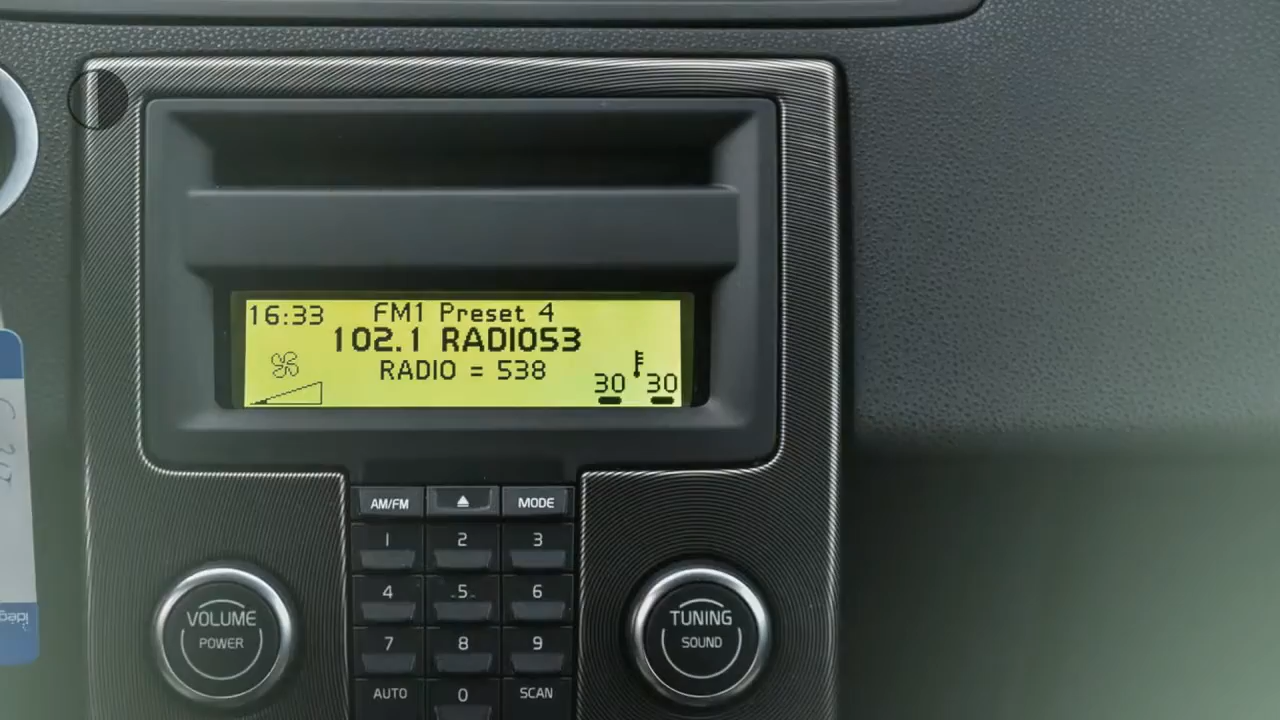 16:33
FM1 Preset 4
102.1 RADIO53
RADIO = 538
30 30
AM/FM MODE
1 2 3
4 5 6
7 8 9
AUTO 0 SCAN
VOLUME
POWER
TUNING
SOUND